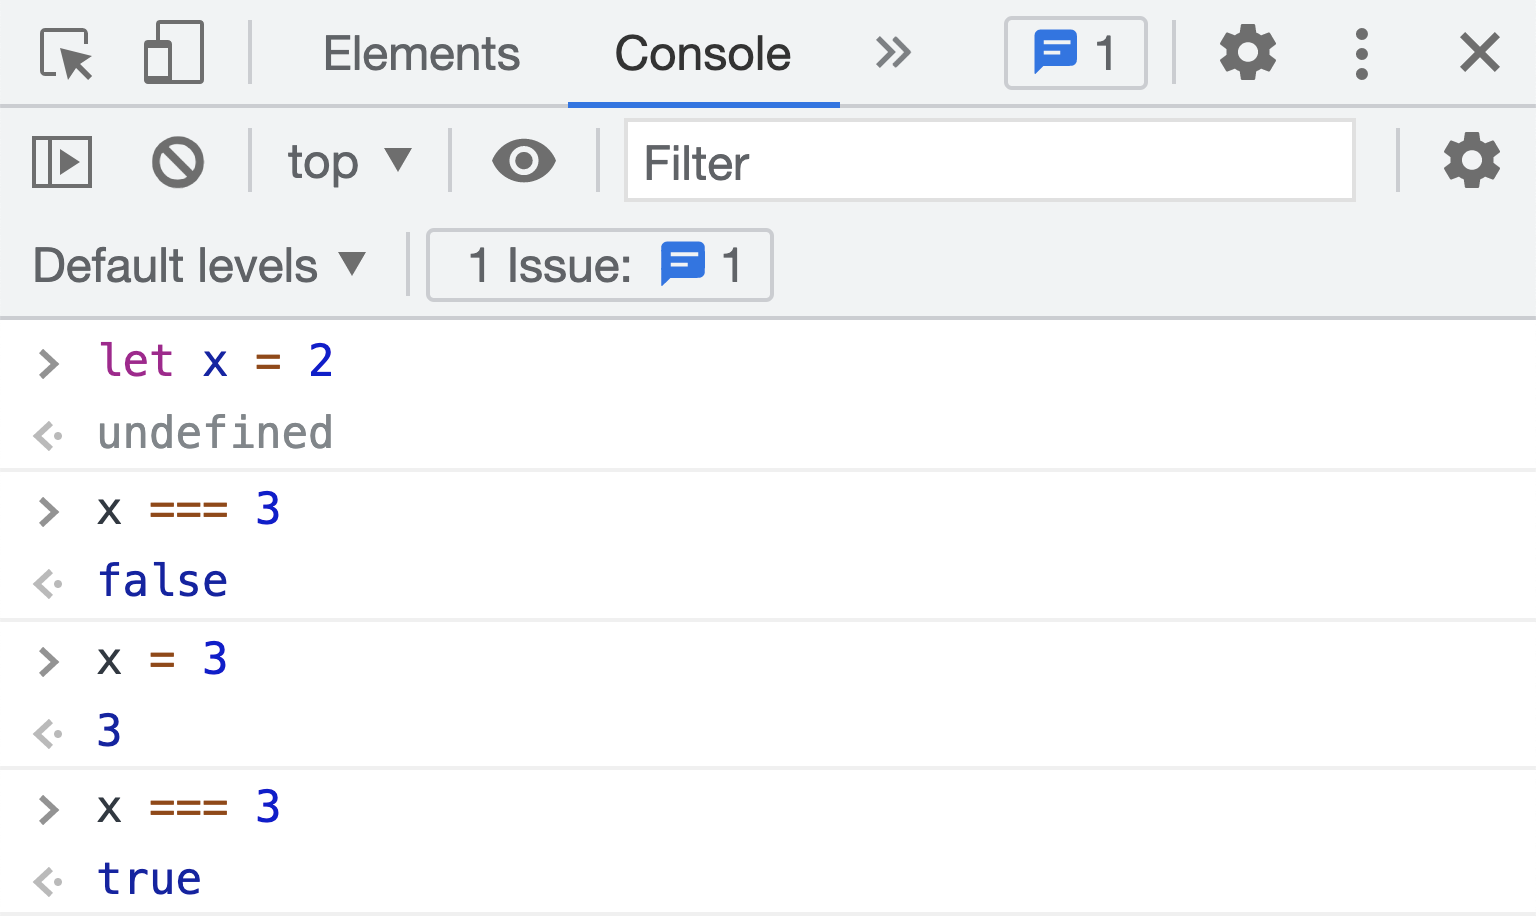 Elements Console 1
top Filter
Default levels 1 Issue: 1
let x = 2
undefined
x === 3
false
x = 3
3
x === 3
true